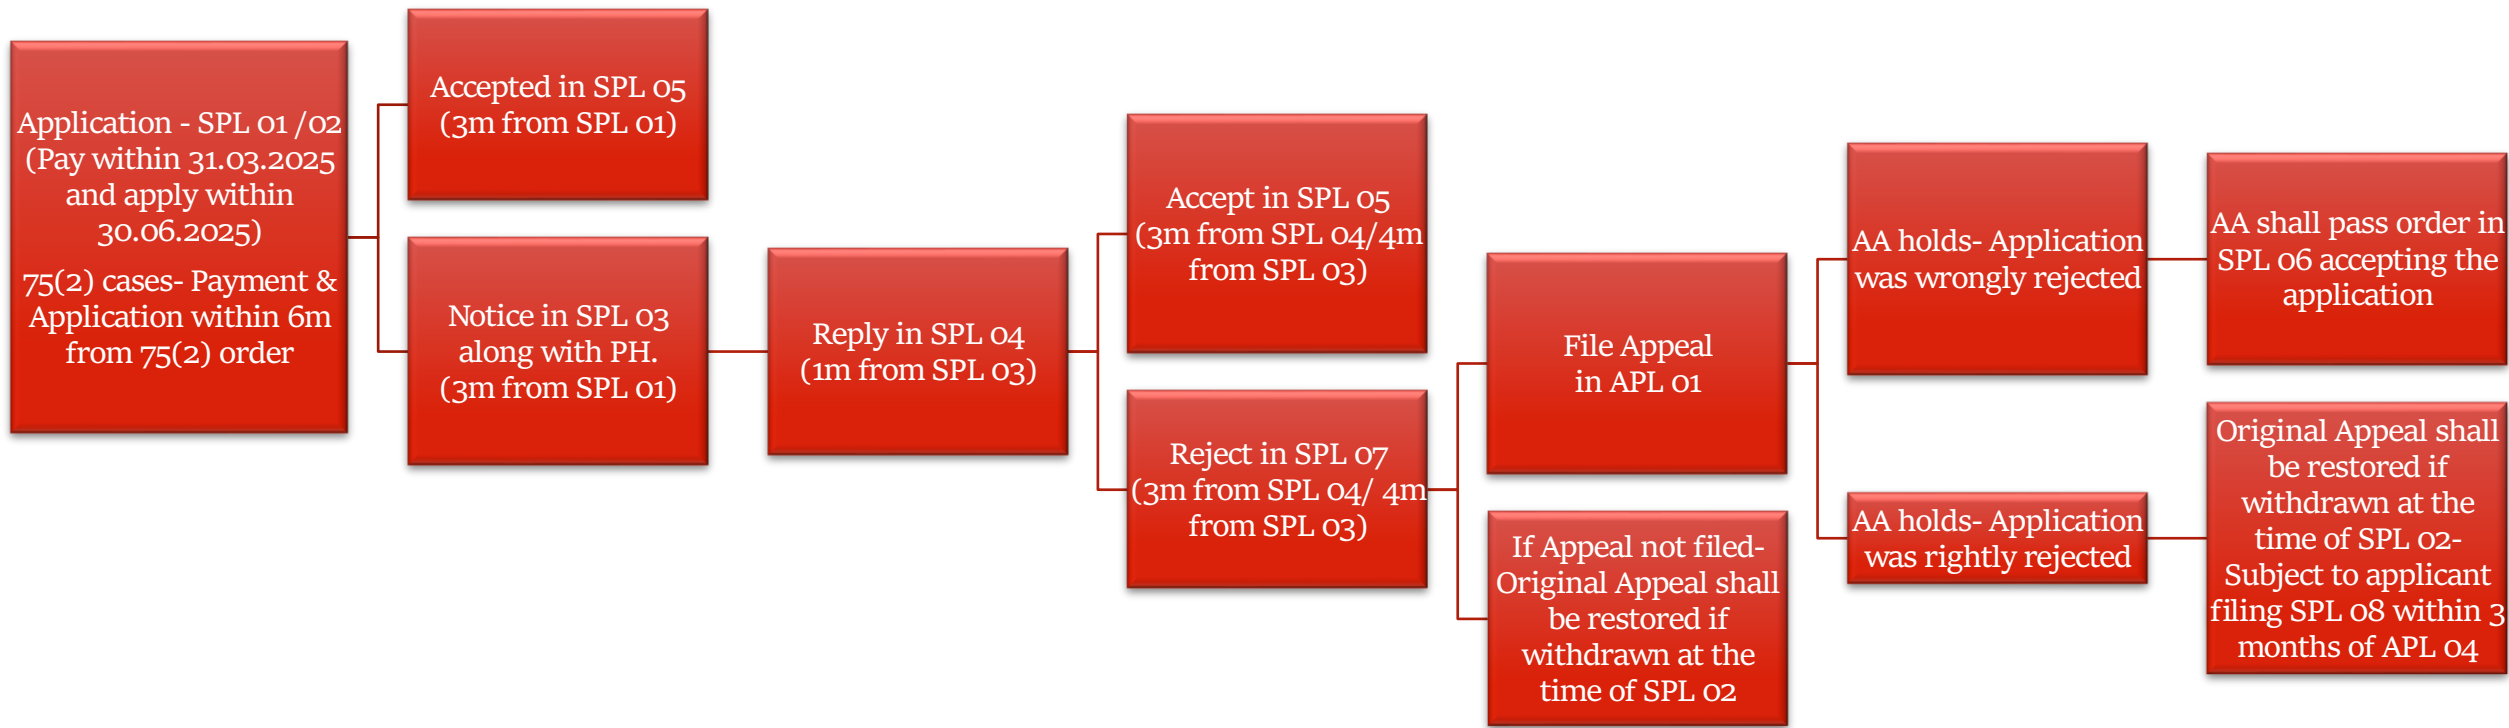 Application - SPL 01 /02
(Pay within 31.03.2025
and apply within
30.06.2025)
75(2) cases- Payment &
Application within 6m
from 75(2) order
Accepted in SPL 05
(3m from SPL 01)
Notice in SPL 03
along with PH.
(3m from SPL 01)
Reply in SPL 04
(1m from SPL 03)
Accept in SPL 05
(3m from SPL 04/4m
from SPL 03)
Reject in SPL 07
(3m from SPL 04/ 4m
from SPL 03)
File Appeal
in APL 01
If Appeal not filed-
Original Appeal shall
be restored if
withdrawn at the
time of SPL 02
AA holds- Application
was wrongly rejected
AA holds- Application
was rightly rejected
AA shall pass order in
SPL 06 accepting the
application
Original Appeal shall
be restored if
withdrawn at the
time of SPL 02-
Subject to applicant
filing SPL 08 within 3
months of APL 04